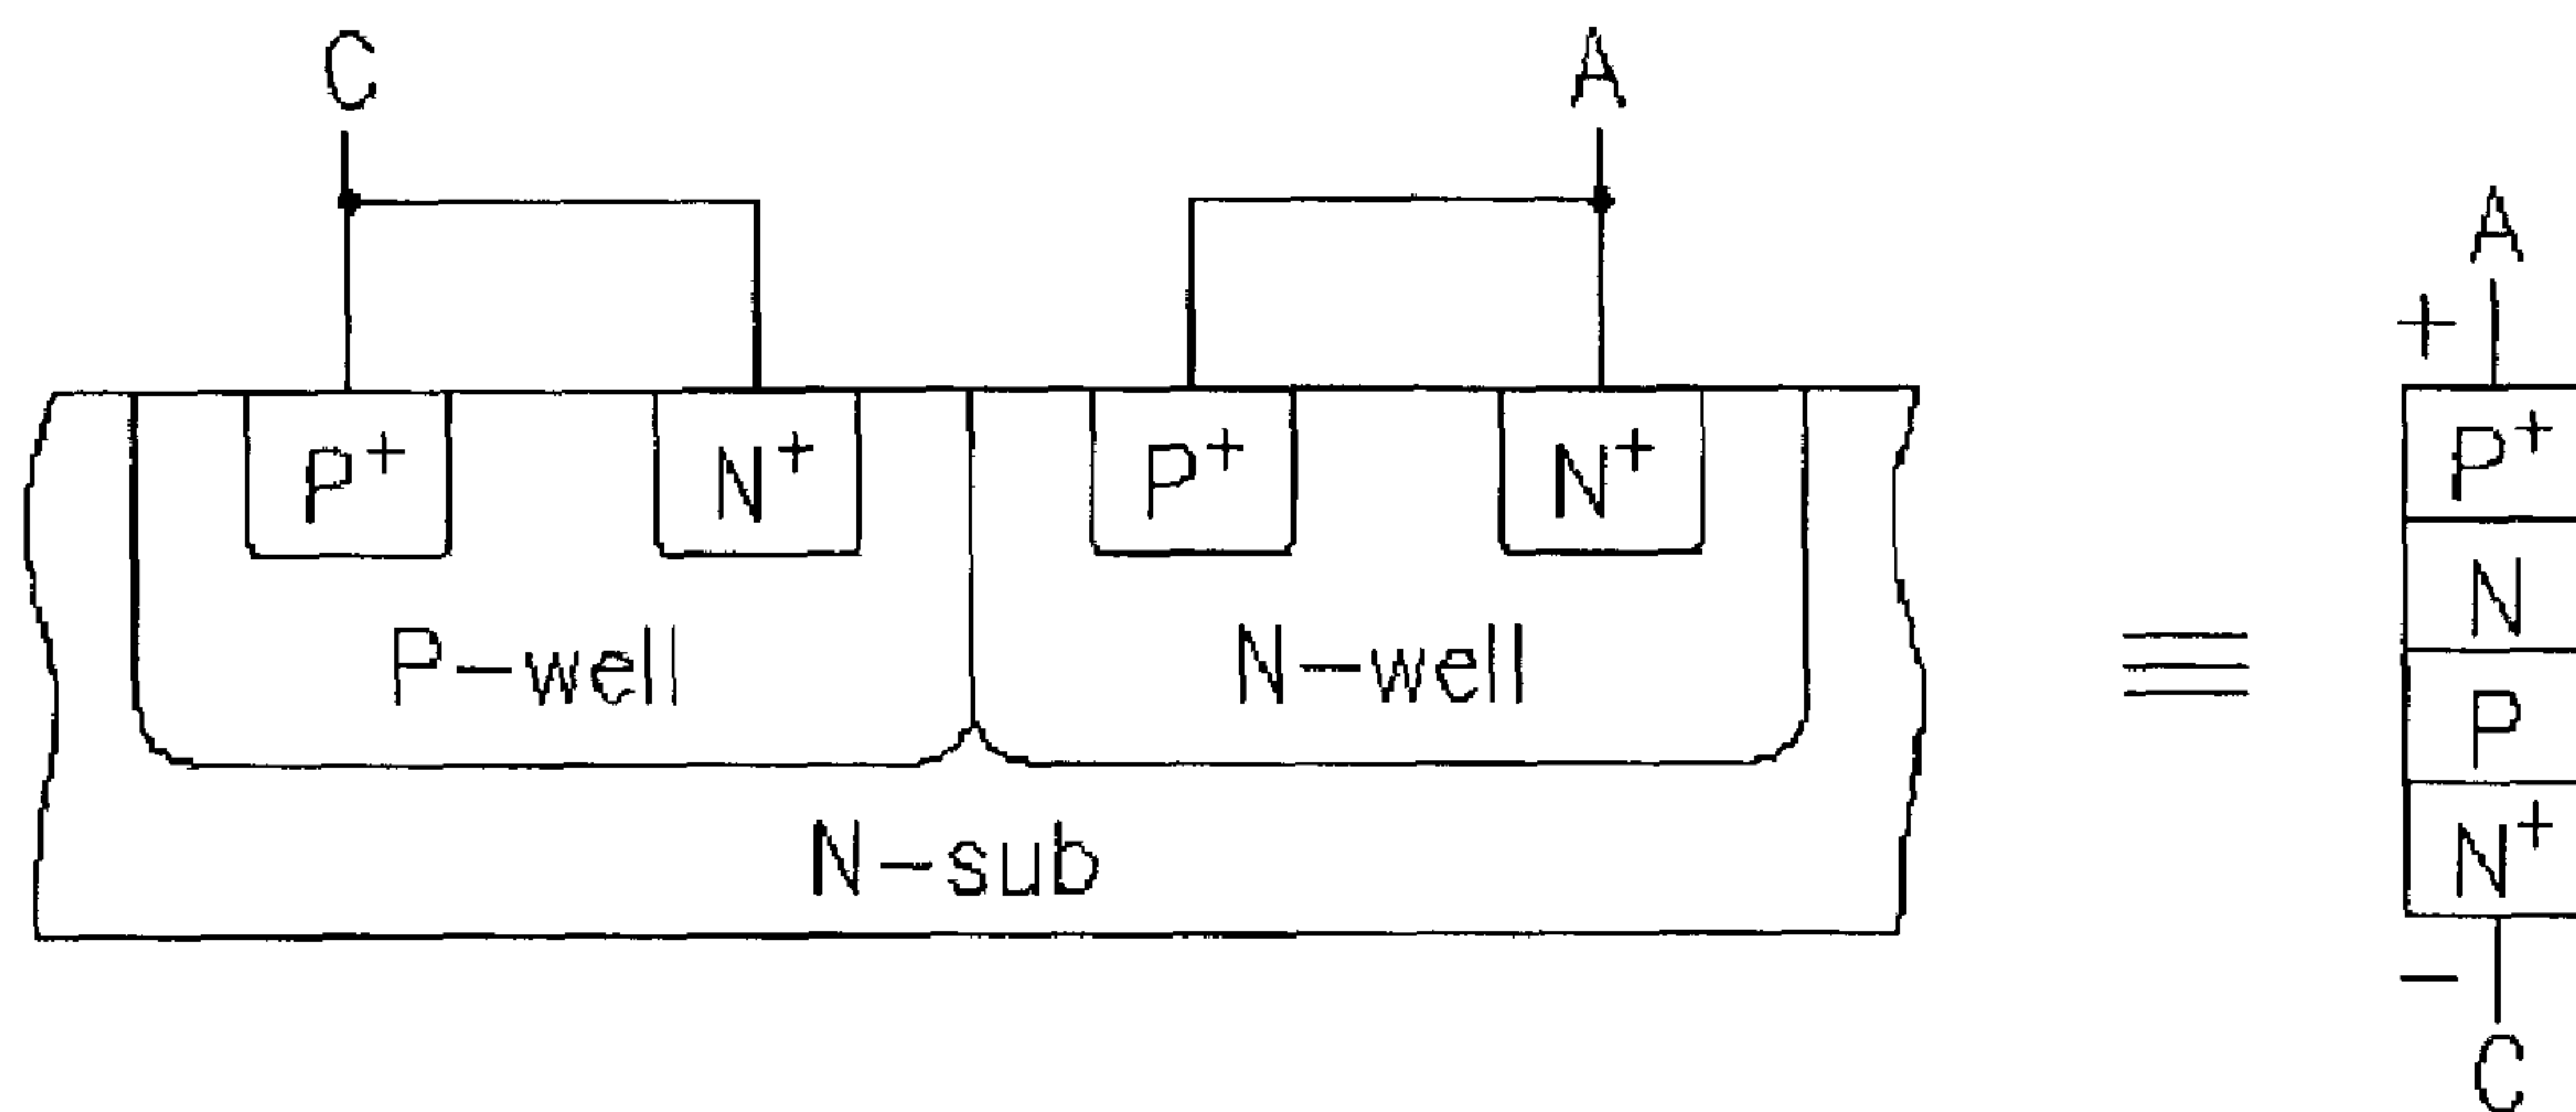 C A
A
+
P+ N+ P+ N+
P+
N
P-well N-well
≡
P
N-sub
N+
−
C